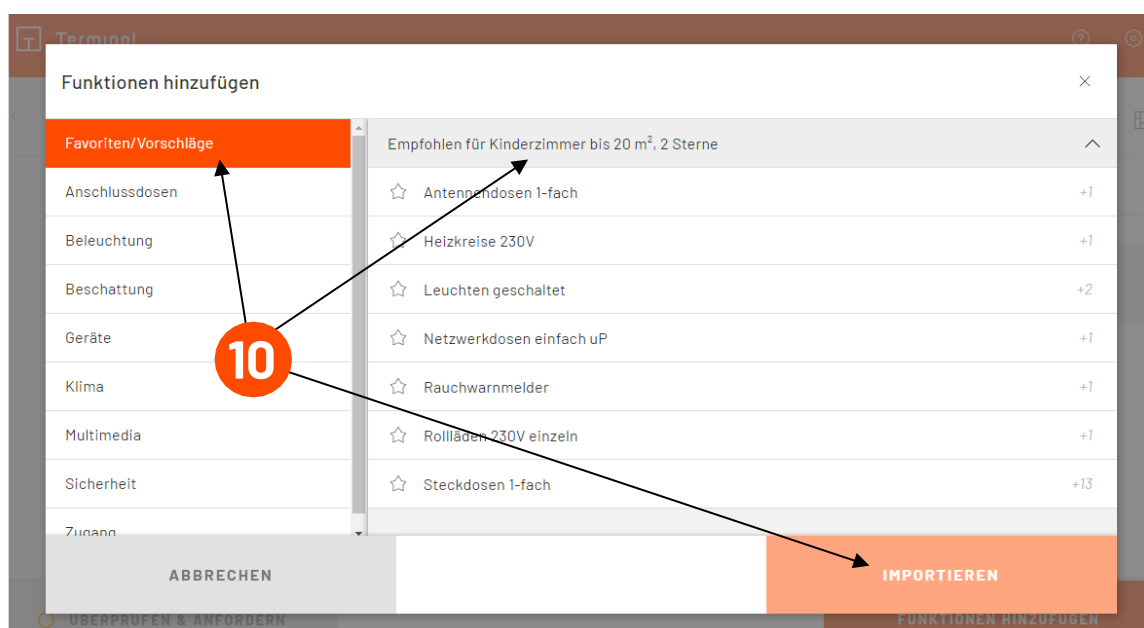 Terminal
Funktionen hinzufügen
Favoriten/Vorschläge
Empfohlen für Kinderzimmer bis 20 m², 2 Sterne
Anschlussdosen
Antennendosen 1-fach +1
Beleuchtung
Heizkreise 230V +1
Beschattung
Leuchten geschaltet +2
Geräte
Netzwerkdosen einfach uP +1
10
Klima
Rauchwarnmelder +1
Multimedia
Rollläden 230V einzeln +1
Sicherheit
Steckdosen 1-fach +13
Zugang
ABBRECHEN
IMPORTIEREN
ÜBERPRÜFEN & ANFORDERN
FUNKTIONEN HINZUFÜGEN